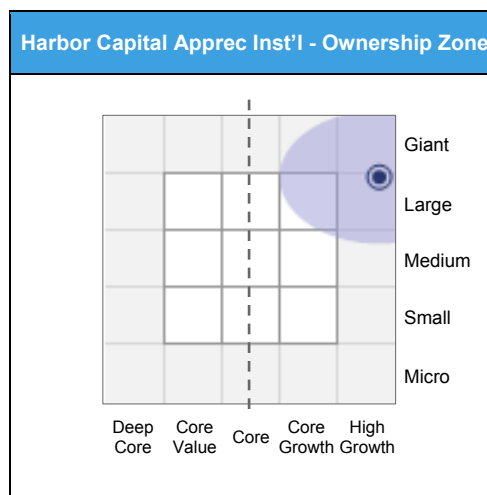 Harbor Capital Apprec Inst'l - Ownership Zone
Giant
Large
Medium
Small
Micro
Deep Core
Core Value
Core
Core Growth
High Growth